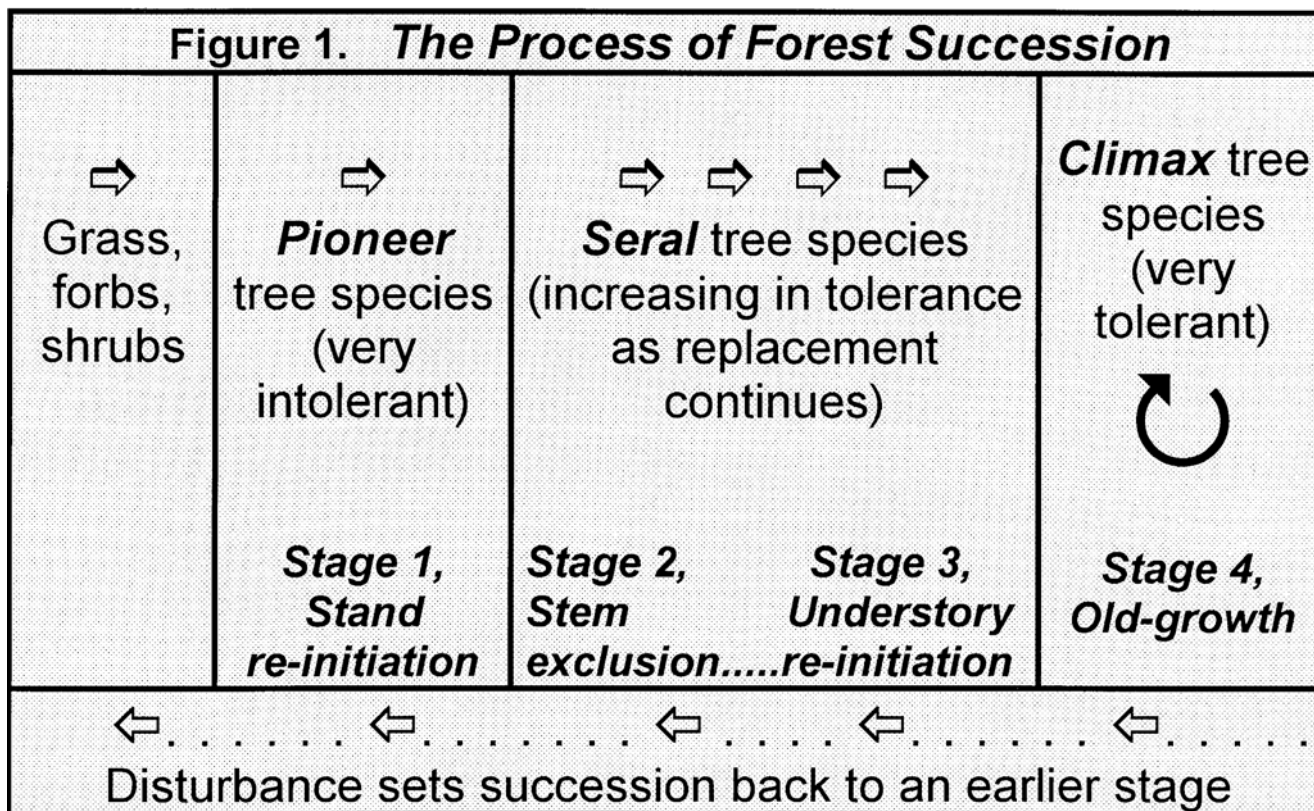 Figure 1. The Process of Forest Succession
Grass,
forbs,
shrubs
Pioneer
tree species
(very
intolerant)
Stage 1,
Stand
re-initiation
Seral tree species
(increasing in tolerance
as replacement
continues)
Stage 2,
Stem
exclusion.....
Stage 3,
Understory
re-initiation
Climax tree
species
(very
tolerant)
Stage 4,
Old-growth
Disturbance sets succession back to an earlier stage